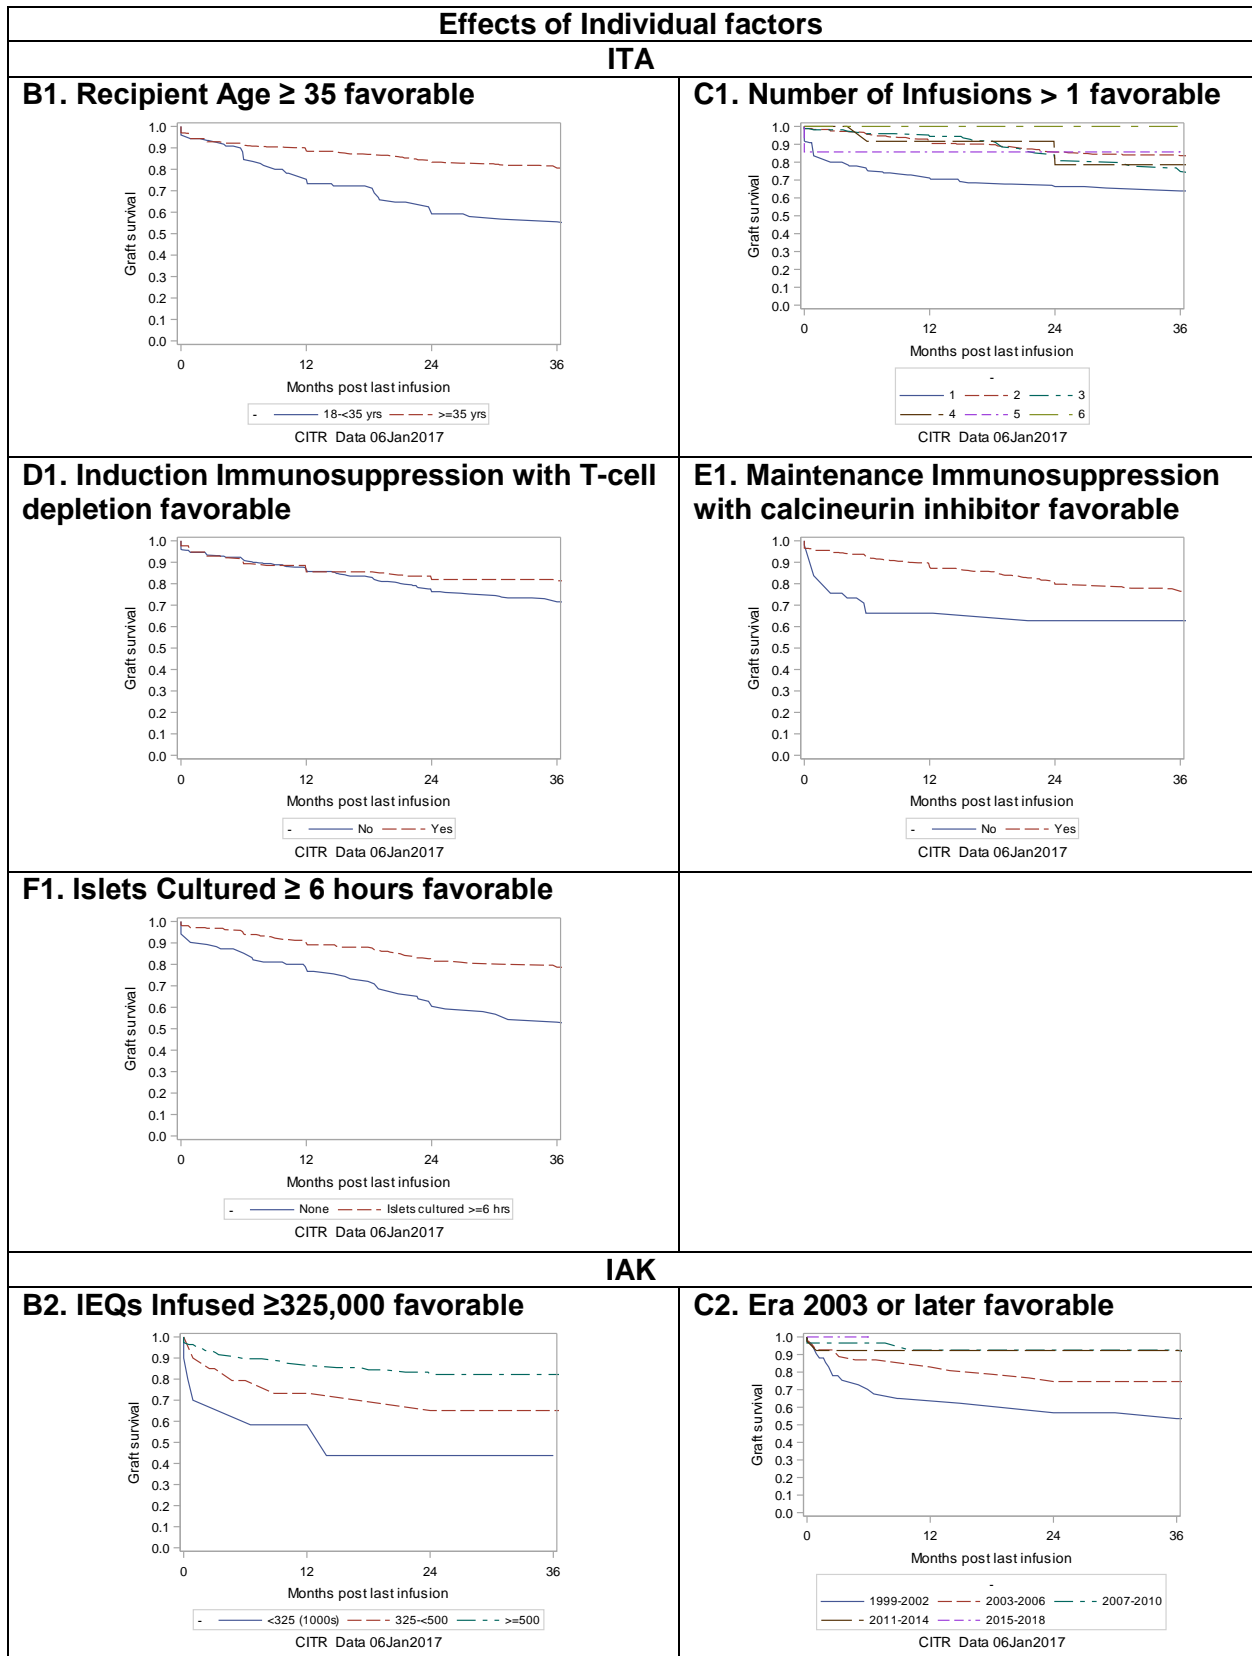 Effects of Individual factors
ITA
B1. Recipient Age ≥ 35 favorable
1.0
0.9
0.8
0.7
0.6
0.5
0.4
0.3
0.2
0.1
0.0
Graft survival
0 12 24 36
Months post last infusion
- 18-<35 yrs >=35 yrs
CITR Data 06Jan2017
C1. Number of Infusions > 1 favorable
1.0
0.9
0.8
0.7
0.6
0.5
0.4
0.3
0.2
0.1
0.0
Graft survival
0 12 24 36
Months post last infusion
-
1 2 3
4 5 6
CITR Data 06Jan2017
D1. Induction Immunosuppression with T-cell
depletion favorable
1.0
0.9
0.8
0.7
0.6
0.5
0.4
0.3
0.2
0.1
0.0
Graft survival
0 12 24 36
Months post last infusion
- No Yes
CITR Data 06Jan2017
E1. Maintenance Immunosuppression
with calcineurin inhibitor favorable
1.0
0.9
0.8
0.7
0.6
0.5
0.4
0.3
0.2
0.1
0.0
Graft survival
0 12 24 36
Months post last infusion
- No Yes
CITR Data 06Jan2017
F1. Islets Cultured ≥ 6 hours favorable
1.0
0.9
0.8
0.7
0.6
0.5
0.4
0.3
0.2
0.1
0.0
Graft survival
0 12 24 36
Months post last infusion
- None Islets cultured >=6 hrs
CITR Data 06Jan2017
IAK
B2. IEQs Infused ≥325,000 favorable
1.0
0.9
0.8
0.7
0.6
0.5
0.4
0.3
0.2
0.1
0.0
Graft survival
0 12 24 36
Months post last infusion
- <325 (1000s) 325-<500 >=500
CITR Data 06Jan2017
C2. Era 2003 or later favorable
1.0
0.9
0.8
0.7
0.6
0.5
0.4
0.3
0.2
0.1
0.0
Graft survival
0 12 24 36
Months post last infusion
-
1999-2002 2003-2006 2007-2010
2011-2014 2015-2018
CITR Data 06Jan2017